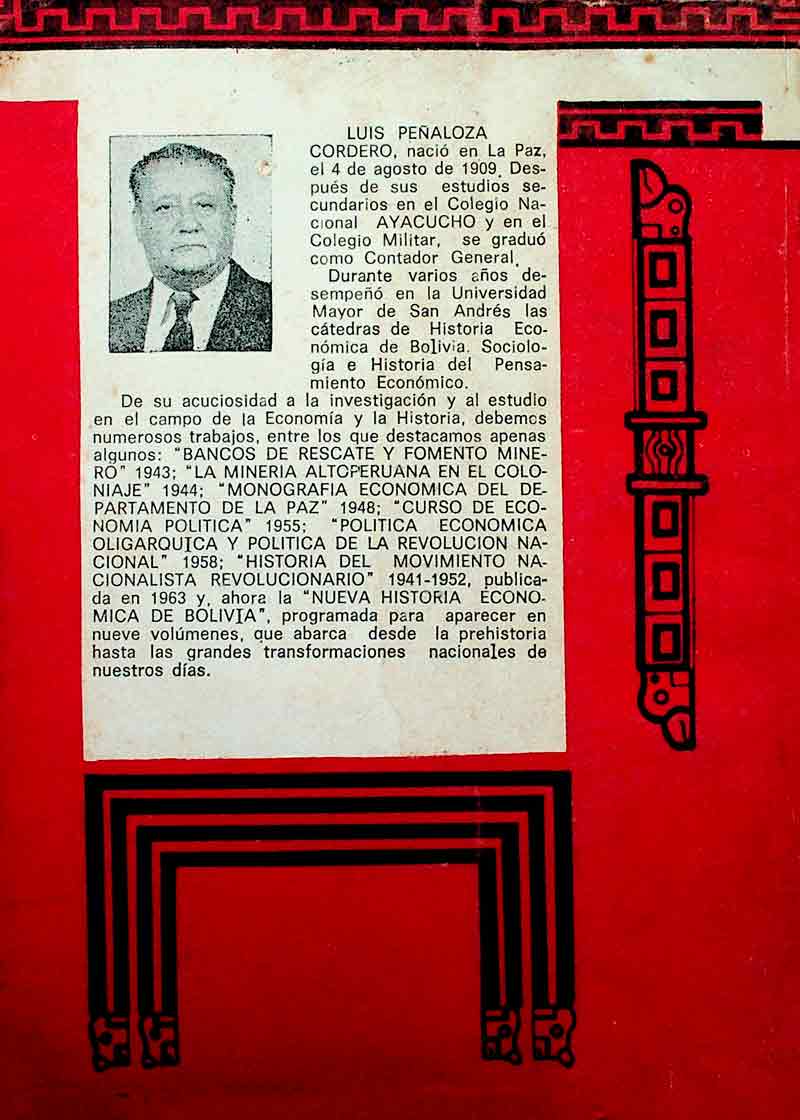 LUIS PEÑALOZA
CORDERO, nació en La Paz,
el 4 de agosto de 1909. Des-
pués de sus estudios se-
cundarios en el Colegio Na-
cional AYACUCHO y en el
Colegio Militar, se graduó
como Contador General.
Durante varios años de-
sempeñó en la Universidad
Mayor de San Andrés las
cátedras de Historia Eco-
nómica de Bolivia. Sociolo-
gía e Historia del Pensa-
miento Económico.
De su acuciosidad a la investigación y al estudio
en el campo de la Economía y la Historia, debemos
numerosos trabajos, entre los que destacamos apenas
algunos: "BANCOS DE RESCATE Y FOMENTO MINE-
RO" 1943; "LA MINERIA ALTOPERUANA EN EL COLO-
NIAJE" 1944; "MONOGRAFIA ECONOMICA DEL DE-
PARTAMENTO DE LA PAZ" 1948; "CURSO DE ECO-
NOMIA POLITICA" 1955; "POLITICA ECONOMICA
OLIGARQUICA Y POLITICA DE LA REVOLUCION NA-
CIONAL" 1958; "HISTORIA DEL MOVIMIENTO NA-
CIONALISTA REVOLUCIONARIO" 1941-1952, publica-
da en 1963 y, ahora la "NUEVA HISTORIA ECONO-
MICA DE BOLIVIA", programada para aparecer en
nueve volúmenes, que abarca desde la prehistoria
hasta las grandes transformaciones nacionales de
nuestros días.